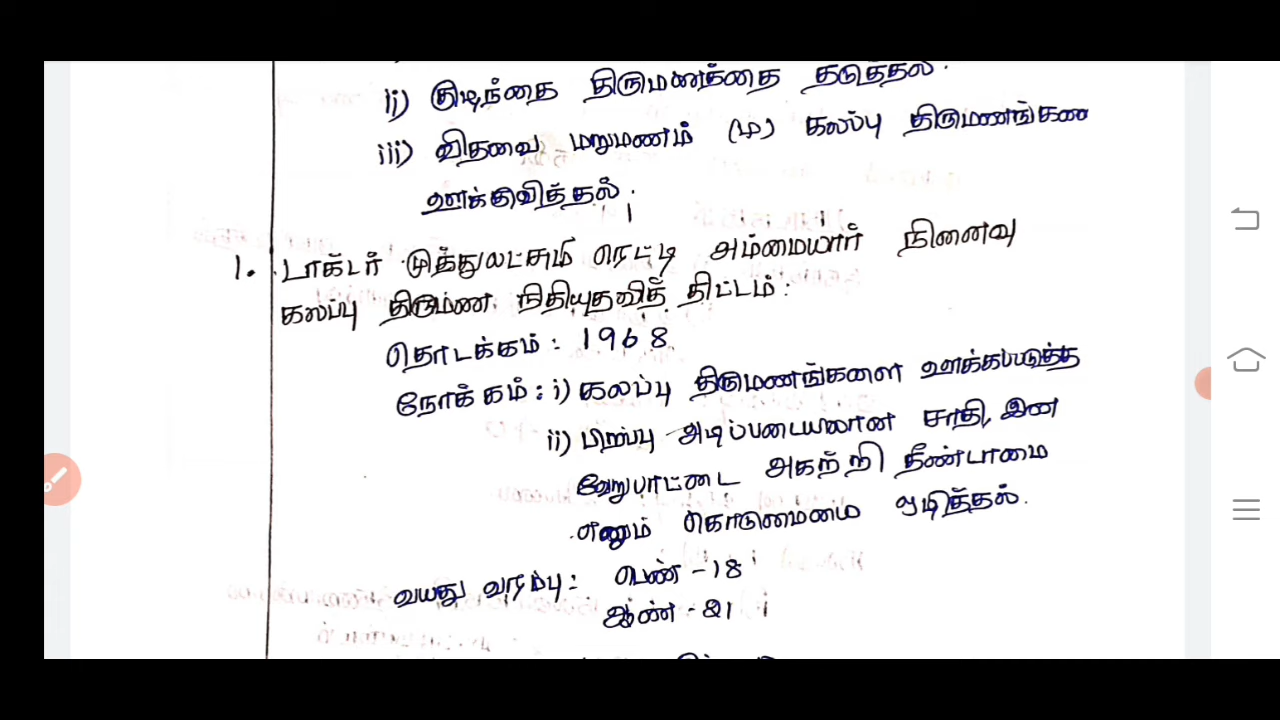 ii) குழந்தை திருமணத்தை தடுத்தல்.
iii) விதவை மறுமணம் (ம) கலப்பு திருமணங்களை
ஊக்குவித்தல்.
1. டாக்டர் முத்துலட்சுமி ரெட்டி அம்மையார் நினைவு
கலப்பு திருமண நிதியுதவித் திட்டம்:
தொடக்கம்: 1968
நோக்கம்: i) கலப்பு திருமணங்களை ஊக்கப்படுத்த
ii) பிறப்பு அடிப்படையிலான சாதி, இன
வேறுபாட்டை அகற்றி தீண்டாமை
எனும் கொடுமைமை ஒழித்தல்.
வயது வரம்பு: பெண் - 18
ஆண் - 21